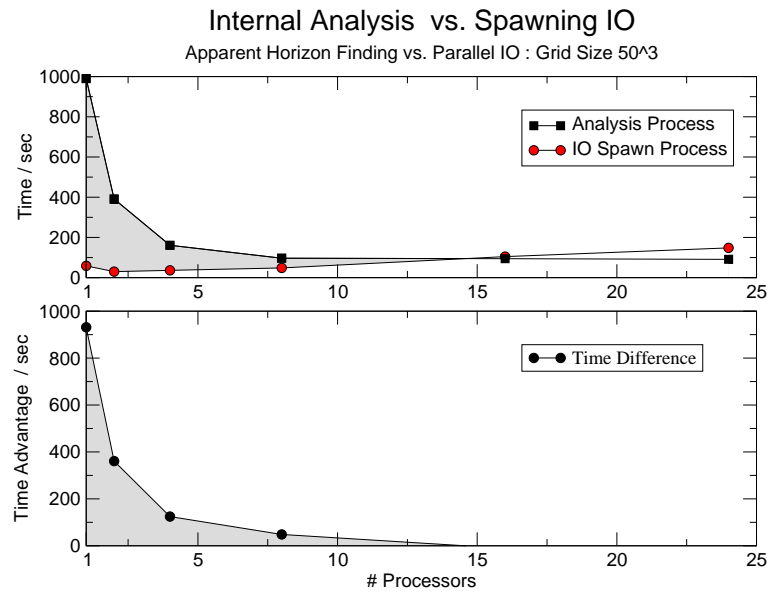 Internal Analysis  vs. Spawning IO
Apparent Horizon Finding vs. Parallel IO : Grid Size 50^3
1000
800
600
400
200
0
Time / sec
Analysis Process
IO Spawn Process
1 5 10 15 20 25
1000
800
600
400
200
0
Time Advantage  / sec
Time Difference
1 5 10 15 20 25
# Processors